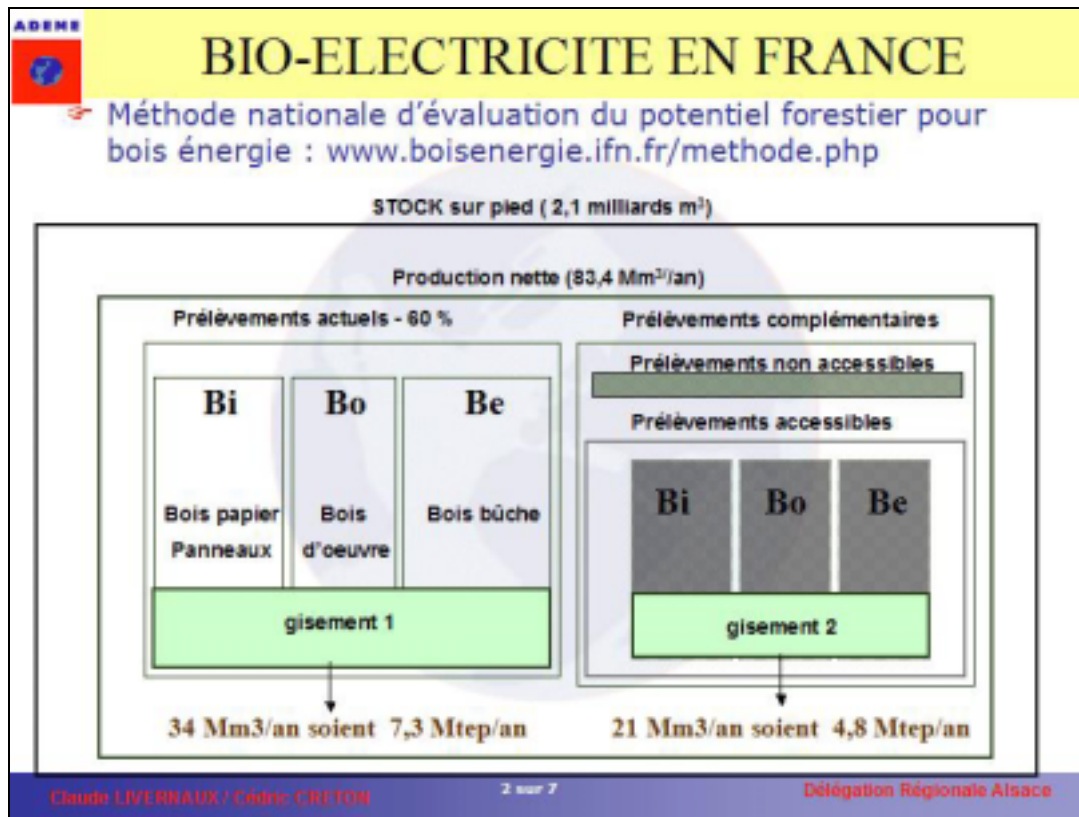 ADEME
BIO-ELECTRICITE EN FRANCE
Méthode nationale d'évaluation du potentiel forestier pour
bois énergie : www.boisenergie.ifn.fr/methode.php
STOCK sur pied ( 2,1 milliards m³)
Production nette (83,4 Mm³/an)
Prélèvements actuels - 60 %
Bi
Bo
Be
Bois papier
Panneaux
Bois
d'oeuvre
Bois bûche
gisement 1
34 Mm3/an soient 7,3 Mtep/an
Prélèvements complémentaires
Prélèvements non accessibles
Prélèvements accessibles
Bi
Bo
Be
gisement 2
21 Mm3/an soient 4,8 Mtep/an
Claude LIVERNAUX / Cédric CRETON
2 sur 7
Délégation Régionale Alsace